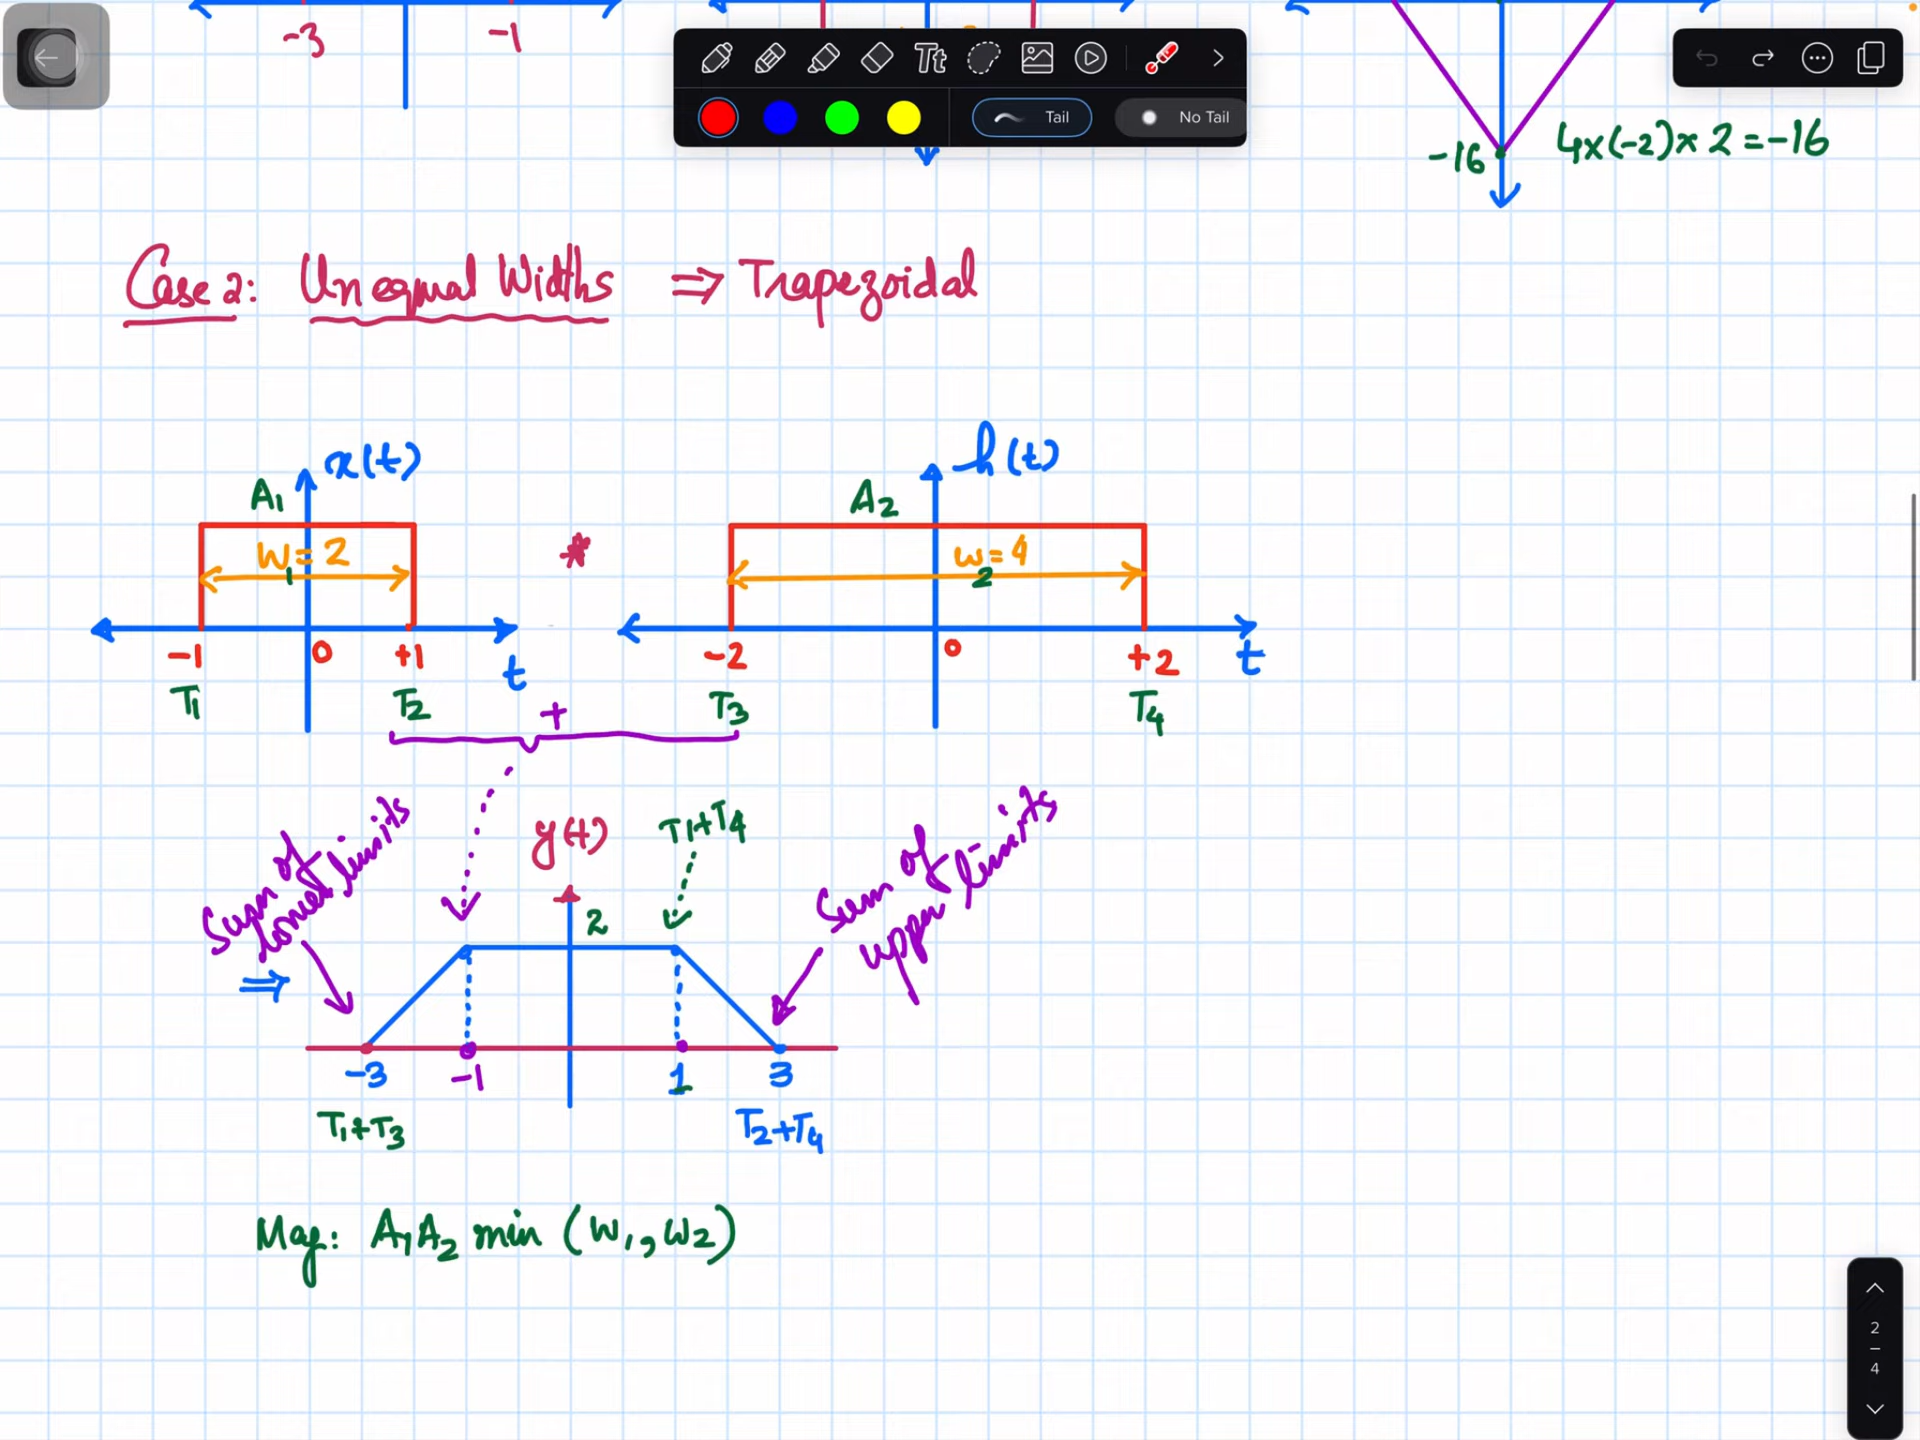 -3 -1
Tt
Tail No Tail
-16 4x(-2)x 2 = -16
Case 2: Unequal Widths ⇒ Trapezoidal
x(t) h(t)
A1 A2
W1 = 2 * w2 = 4
-1 0 +1 t -2 0 +2 t
T1 T2 T3 T4
+
Sum of lower limits
y(t) T1+T4
Sum of upper limits
2
⇒
-3 -1 1 3
T1+T3 T2+T4
Mag: A1A2 min (W1, W2)
2
4